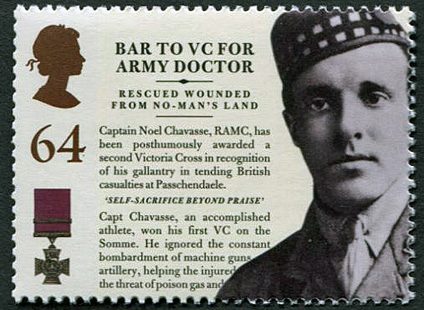 BAR TO VC FOR
ARMY DOCTOR
RESCUED WOUNDED
FROM NO-MAN'S LAND
64
Captain Noel Chavasse, RAMC, has
been posthumously awarded a
second Victoria Cross in recognition
of his gallantry in tending British
casualties at Passchendaele.
'SELF-SACRIFICE BEYOND PRAISE'
Capt Chavasse, an accomplished
athlete, won his first VC on the
Somme. He ignored the constant
bombardment of machine guns
artillery, helping the injured
the threat of poison gas and